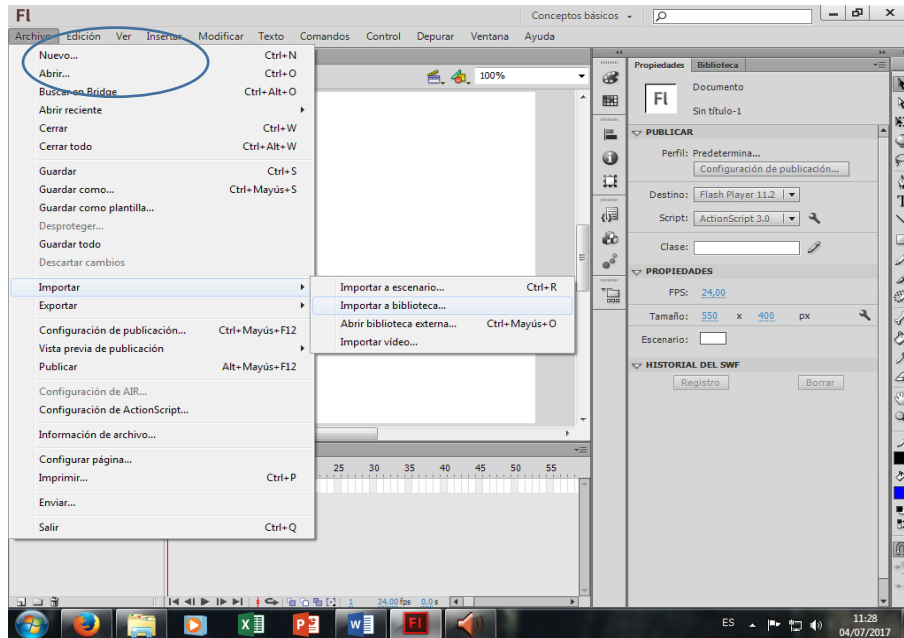 Fl
Conceptos básicos
Archivo Edición Ver Insertar Modificar Texto Comandos Control Depurar Ventana Ayuda
Nuevo... Ctrl+N
Abrir... Ctrl+O
Buscar en Bridge Ctrl+Alt+O
Abrir reciente
Cerrar Ctrl+W
Cerrar todo Ctrl+Alt+W
Guardar Ctrl+S
Guardar como... Ctrl+Mayús+S
Guardar como plantilla...
Desproteger...
Guardar todo
Descartar cambios
Importar
Exportar
Configuración de publicación... Ctrl+Mayús+F12
Vista previa de publicación
Publicar Alt+Mayús+F12
Configuración de AIR...
Configuración de ActionScript...
Información de archivo...
Configurar página...
Imprimir... Ctrl+P
Enviar...
Salir Ctrl+Q
Importar a escenario... Ctrl+R
Importar a biblioteca...
Abrir biblioteca externa... Ctrl+Mayús+O
Importar vídeo...
100%
Propiedades Biblioteca
Fl
Documento
Sin título-1
PUBLICAR
Perfil: Predetermina...
Configuración de publicación...
Destino: Flash Player 11.2
Script: ActionScript 3.0
Clase:
PROPIEDADES
FPS: 24,00
Tamaño: 550 x 400 px
Escenario:
HISTORIAL DEL SWF
Registro Borrar
25 30 35 40 45 50 55
1 24,00 fps 0,0 s
ES
11:28
04/07/2017